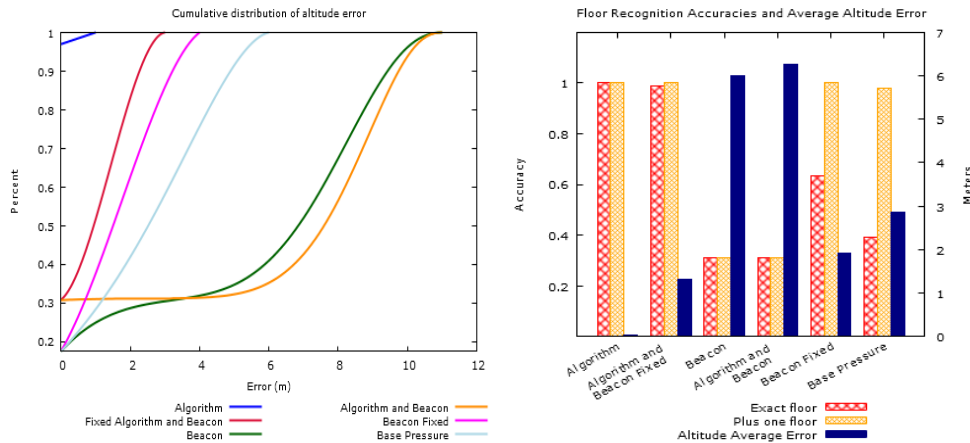 Cumulative distribution of altitude error
Percent
1
0.9
0.8
0.7
0.6
0.5
0.4
0.3
0.2
0 2 4 6 8 10 12
Error (m)
Algorithm
Fixed Algorithm and Beacon
Beacon
Algorithm and Beacon
Beacon Fixed
Base Pressure
Floor Recognition Accuracies and Average Altitude Error
Accuracy
1
0.8
0.6
0.4
0.2
7
6
5
4
3
2
1
0
Meters
Algorithm
Algorithm and
Beacon Fixed
Beacon
Algorithm and
Beacon
Beacon Fixed
Base Pressure
Exact floor
Plus one floor
Altitude Average Error